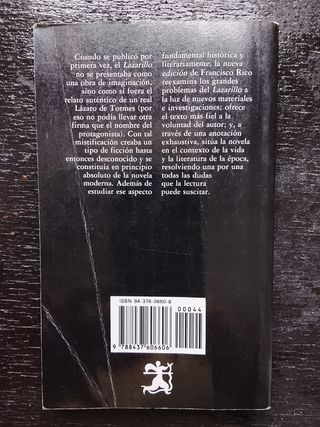 Cuando se publicó por
primera vez, el Lazarillo
no se presentaba como
una obra de imaginación,
sino como si fuera el
relato auténtico de un real
Lázaro de Tormes (por
eso no podía llevar otra
firma que el nombre del
protagonista). Con tal
mistificación creaba un
tipo de ficción hasta
entonces desconocido y se
constituía en principio
absoluto de la novela
moderna. Además de
estudiar ese aspecto
fundamental histórica y
literariamente, la nueva
edición de Francisco Rico
reexamina los grandes
problemas del Lazarillo a
la luz de nuevos materiales
e investigaciones; ofrece
el texto más fiel a la
voluntad del autor; y, a
través de una anotación
exhaustiva, sitúa la novela
en el contexto de la vida
y la literatura de la época,
resolviendo una por una
todas las dudas
que la lectura
puede suscitar.
ISBN 84-376-0660-8
00044
9 788437 606606